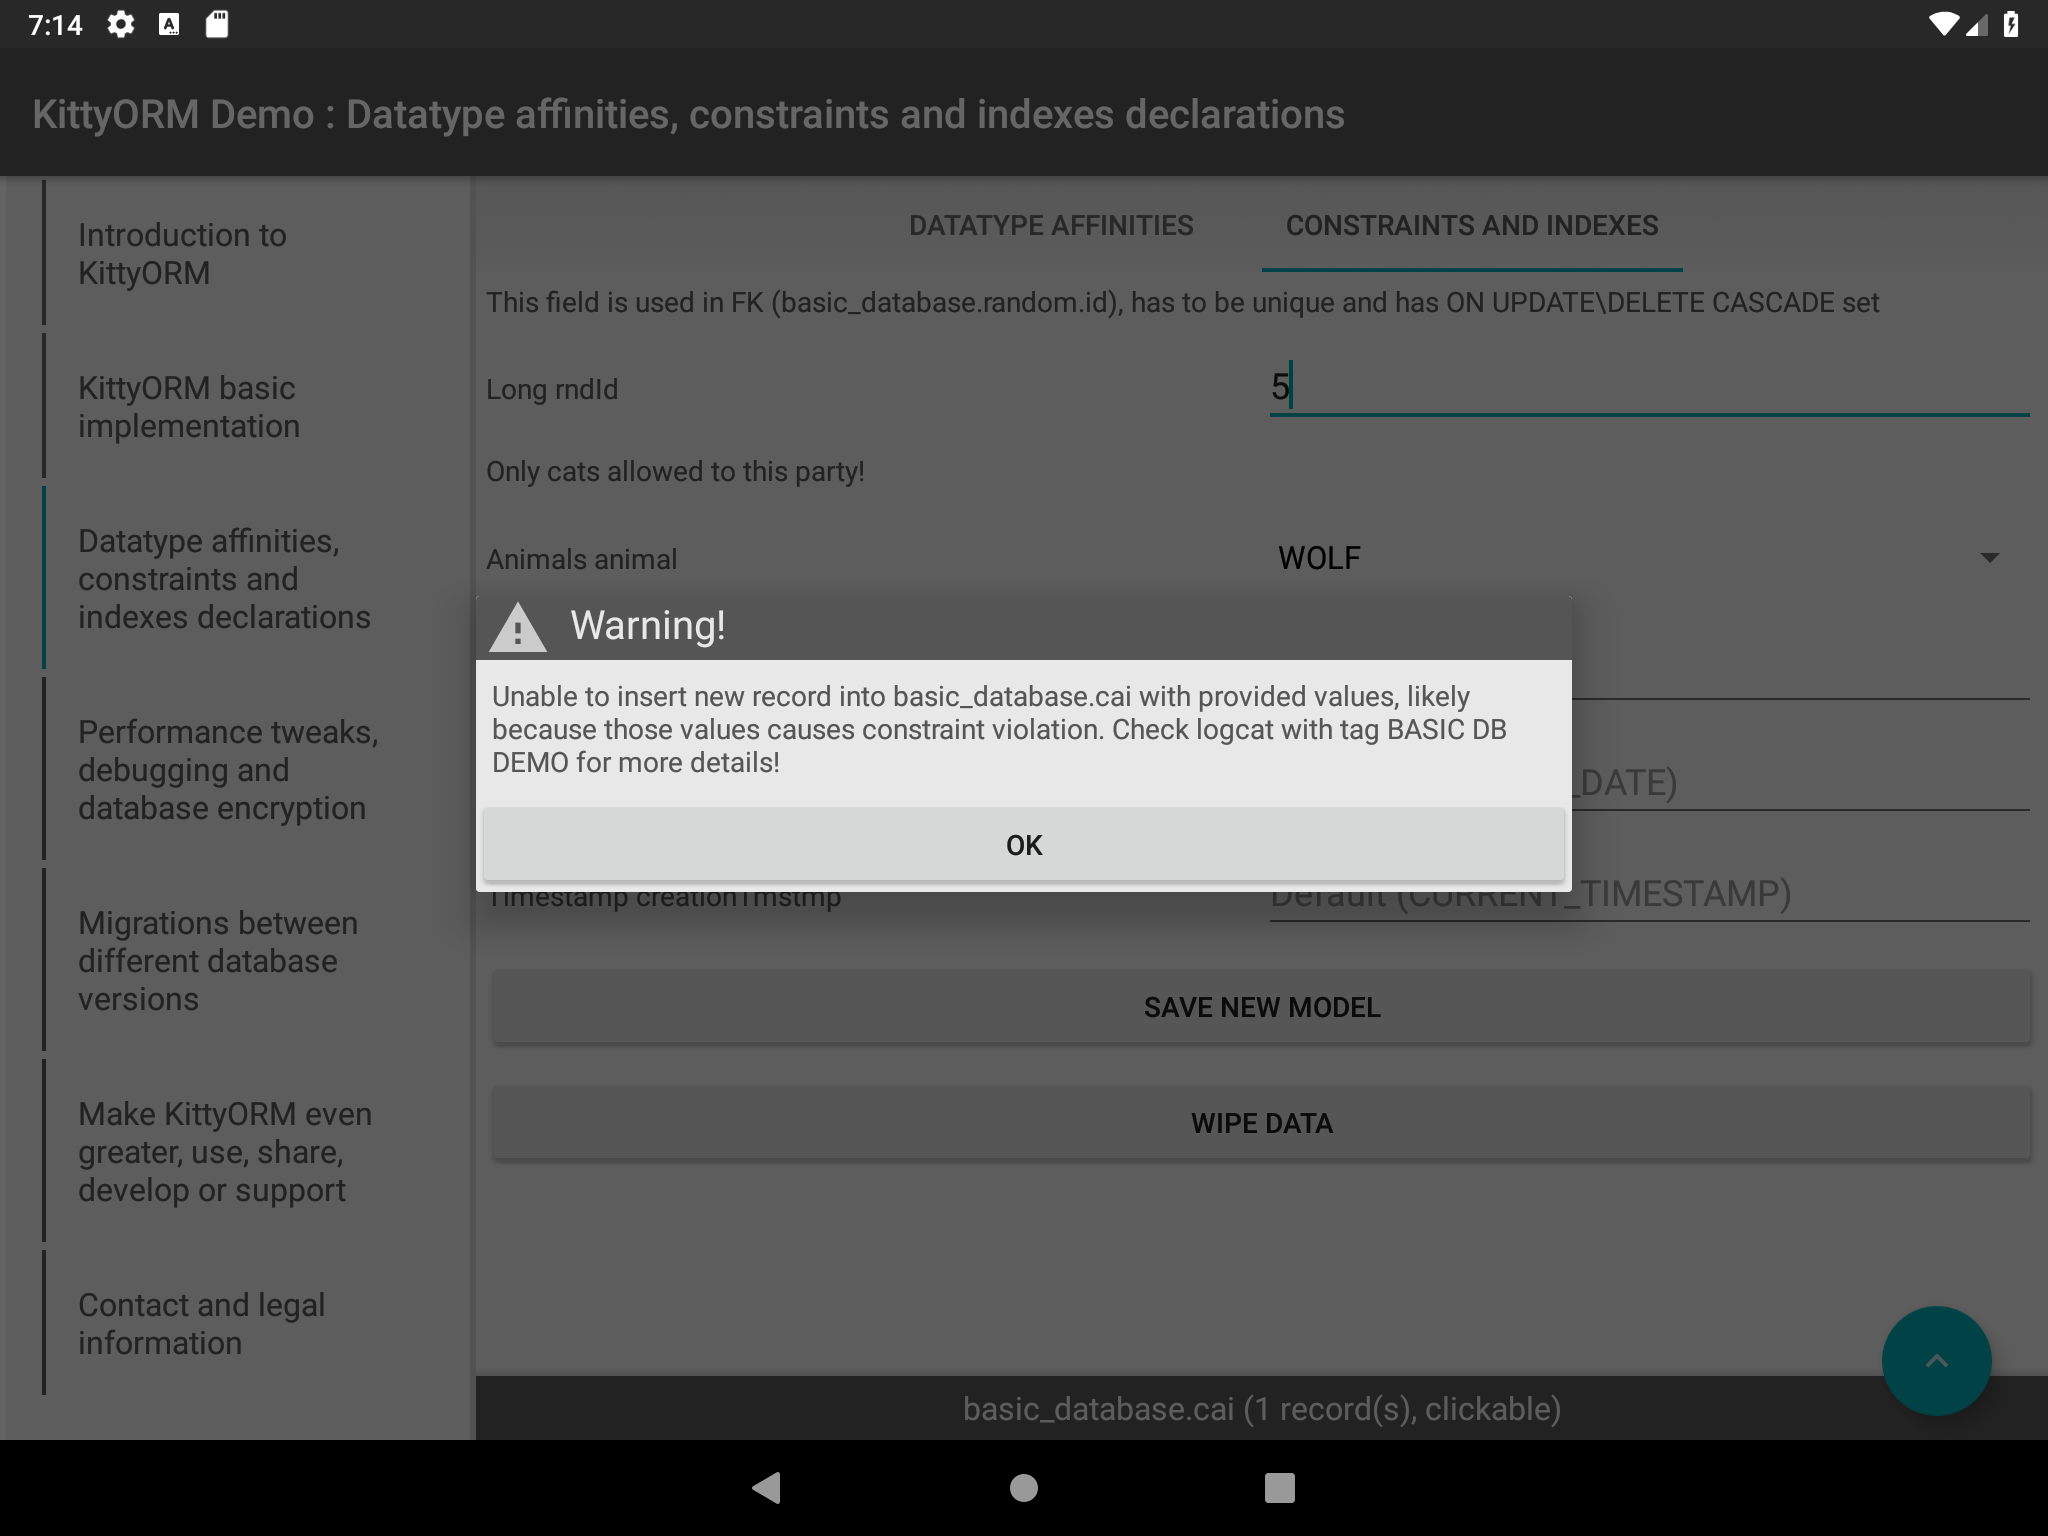 7:14
KittyORM Demo : Datatype affinities, constraints and indexes declarations
Introduction to
KittyORM
KittyORM basic
implementation
Datatype affinities,
constraints and
indexes declarations
Performance tweaks,
debugging and
database encryption
Migrations between
different database
versions
Make KittyORM even
greater, use, share,
develop or support
Contact and legal
information
DATATYPE AFFINITIES
CONSTRAINTS AND INDEXES
This field is used in FK (basic_database.random.id), has to be unique and has ON UPDATE\DELETE CASCADE set
Long rndId
5
Only cats allowed to this party!
Animals animal
WOLF
Warning!
Unable to insert new record into basic_database.cai with provided values, likely
because those values causes constraint violation. Check logcat with tag BASIC DB
DEMO for more details!
OK
_DATE)
Timestamp creationTmstmp
Default (CURRENT_TIMESTAMP)
SAVE NEW MODEL
WIPE DATA
basic_database.cai (1 record(s), clickable)